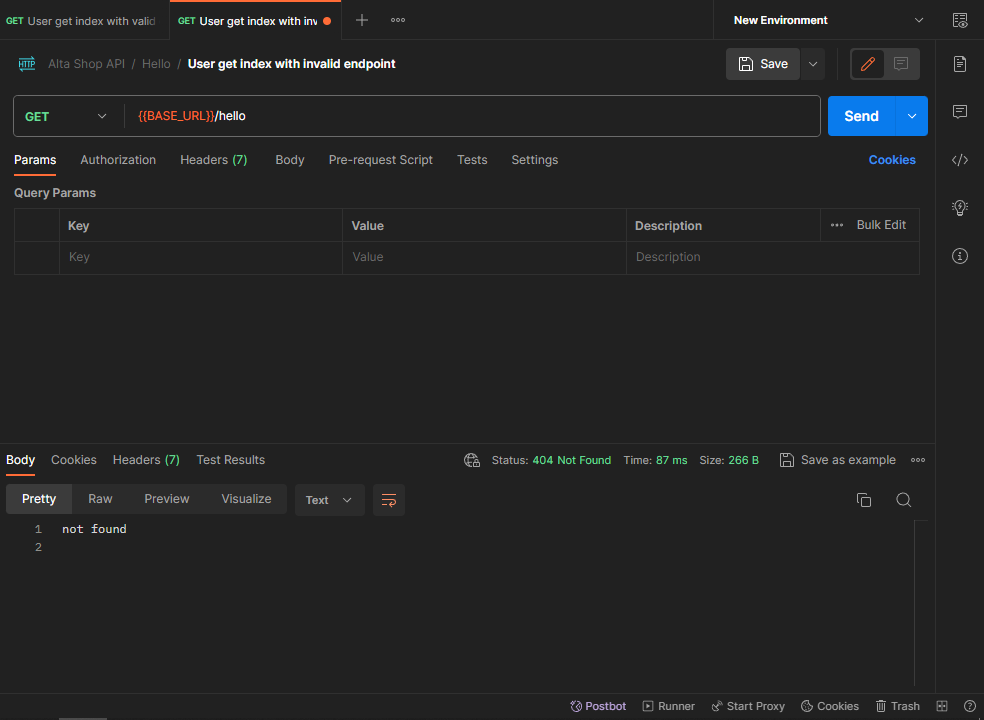 GET User get index with valid
GET User get index with inv
New Environment
HTTP Alta Shop API / Hello / User get index with invalid endpoint
Save
GET {{BASE_URL}}/hello
Send
Params Authorization Headers (7) Body Pre-request Script Tests Settings Cookies
Query Params
Key Value Description Bulk Edit
Key Value Description
Body Cookies Headers (7) Test Results
Status: 404 Not Found Time: 87 ms Size: 266 B Save as example
Pretty Raw Preview Visualize Text
1 not found
2
Postbot Runner Start Proxy Cookies Trash